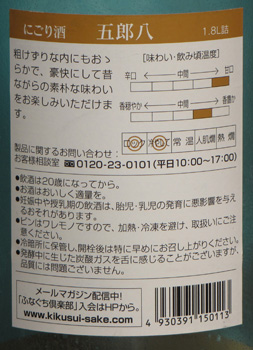 にごり酒 五郎八 1.8L詰
粗けずりな内にもおゝ
らかで、豪快にして昔
ながらの素朴な味わい
をお楽しみいただけま
す。
[味わい・飲み頃温度]
辛口 中間 甘口
香穏やか 中間 香豊か
ロック 冷やして 常温 人肌燗 熱燗
製品に関するお問い合わせ:
お客様相談室 0120-23-0101(平日10:00~17:00)
●飲酒は20歳になってから。
●お酒はおいしく適量を。
●妊娠中や授乳期の飲酒は、胎児・乳児の発育に悪影響を与え
るおそれがあります。
●ビンはワレモノですので、加熱・冷凍を避け、取扱いにご注
意ください。
●冷暗所に保管し、開栓後は特に早めにお召し上がりください。
●発酵中に生じた炭酸ガスを舌に感じることがございますが、
品質には問題ございません。
メールマガジン配信中!
「ふなぐち倶楽部」入会はHPから。
www.kikusui-sake.com
4 930391 150113